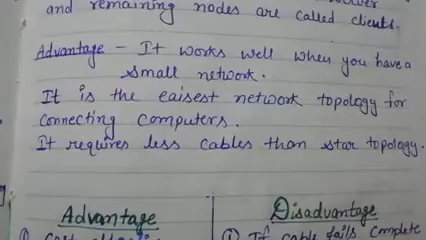 and remaining nodes are called clients.
Advantage - It works well when you have a
small network.
It is the eaisest network topology for
connecting computers.
It requires less cables than star topology.
Advantage Disadvantage
① If cable fails complete